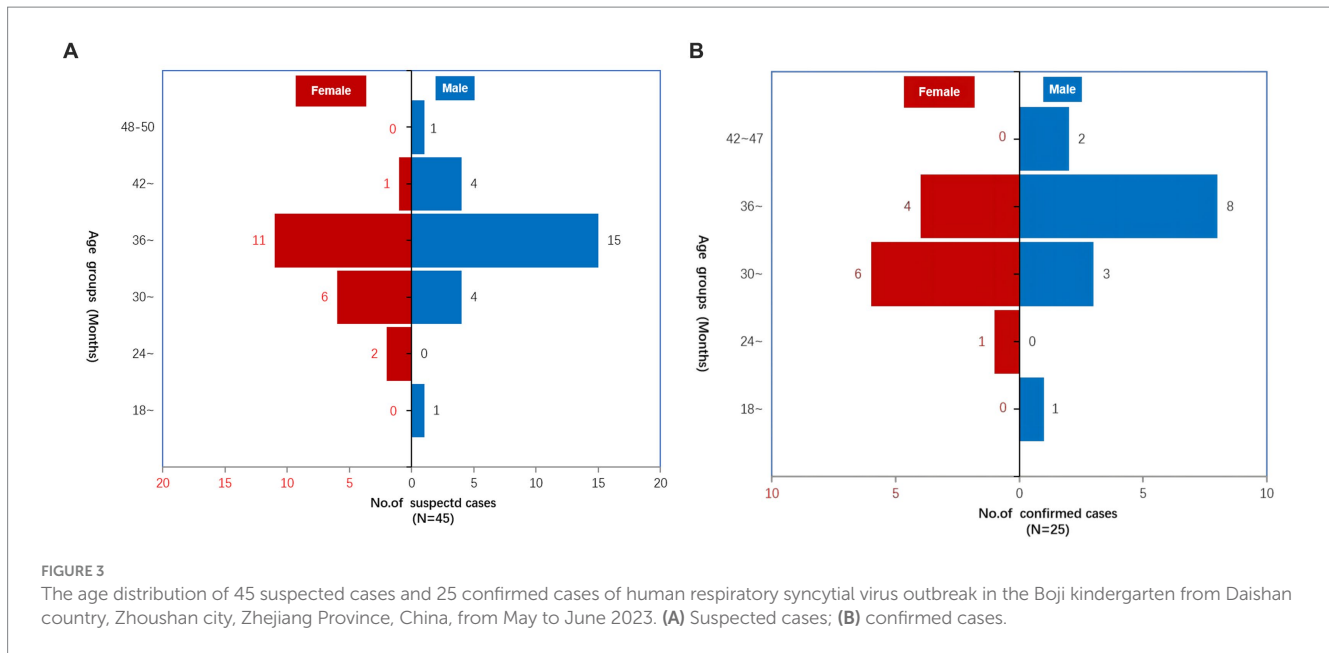 A
Female
Male
48-50
0
1
42~
1
4
36~
11
15
30~
6
4
24~
2
0
18~
0
1
Age groups (Months)
20 15 10 5 0 5 10 15 20
No.of suspectd cases
(N=45)
B
Female
Male
42~47
0
2
36~
4
8
30~
6
3
24~
1
0
18~
0
1
Age groups (Months)
10 5 0 5 10
No.of confirmed cases
(N=25)
FIGURE 3
The age distribution of 45 suspected cases and 25 confirmed cases of human respiratory syncytial virus outbreak in the Boji kindergarten from Daishan
country, Zhoushan city, Zhejiang Province, China, from May to June 2023. (A) Suspected cases; (B) confirmed cases.